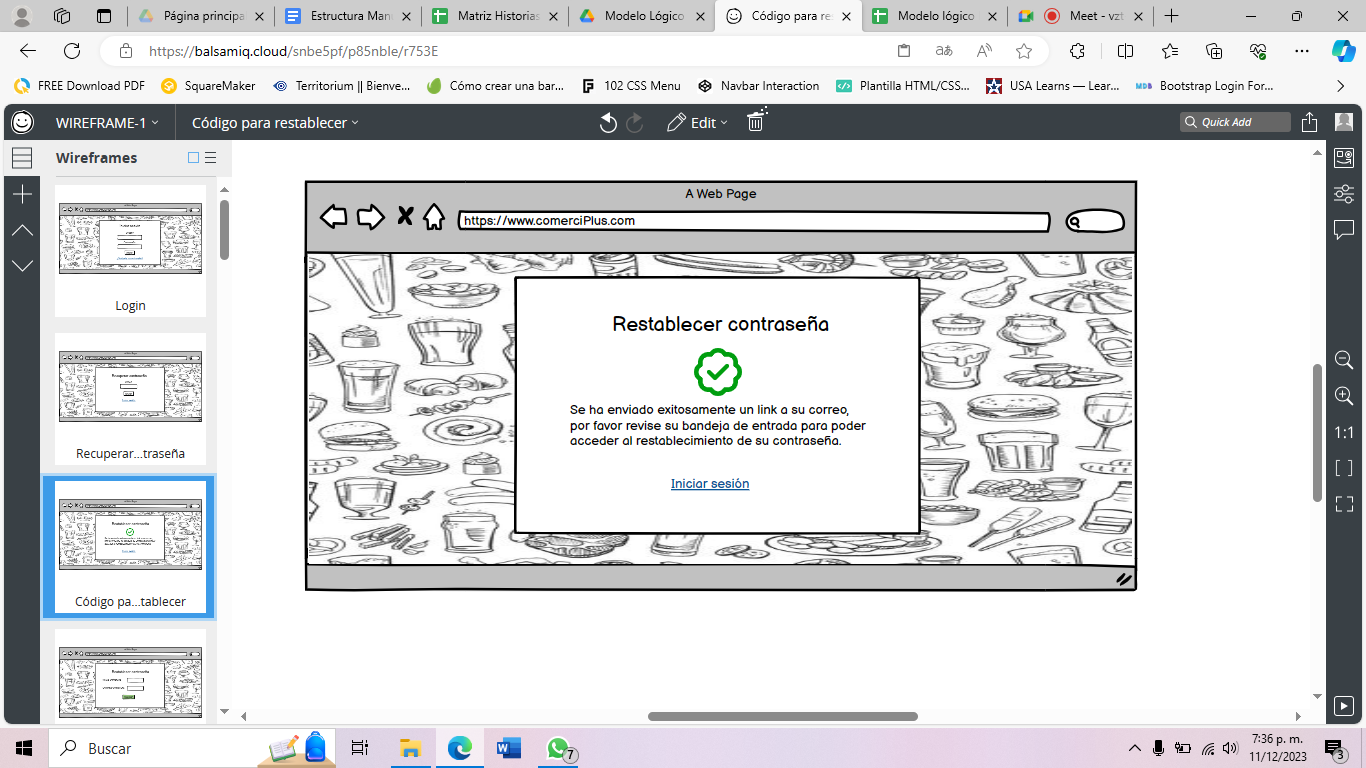 Página principa
Estructura Man
Matriz Historias
Modelo Lógico
Código para res
Modelo lógico
Meet - vzt
https://balsamiq.cloud/snbe5pf/p85nble/r753E
FREE Download PDF
SquareMaker
Territorium || Bienve...
Cómo crear una bar...
102 CSS Menu
Navbar Interaction
Plantilla HTML/CSS...
USA Learns — Lear...
MDB
Bootstrap Login For...
WIREFRAME-1
Código para restablecer
Edit
Quick Add
Wireframes
Login
Recuperar...traseña
Código pa...tablecer
A Web Page
https://www.comerciPlus.com
Restablecer contraseña
Se ha enviado exitosamente un link a su correo,
por favor revise su bandeja de entrada para poder
acceder al restablecimiento de su contraseña.
Iniciar sesión
1:1
Buscar
7
7:36 p. m.
11/12/2023
3